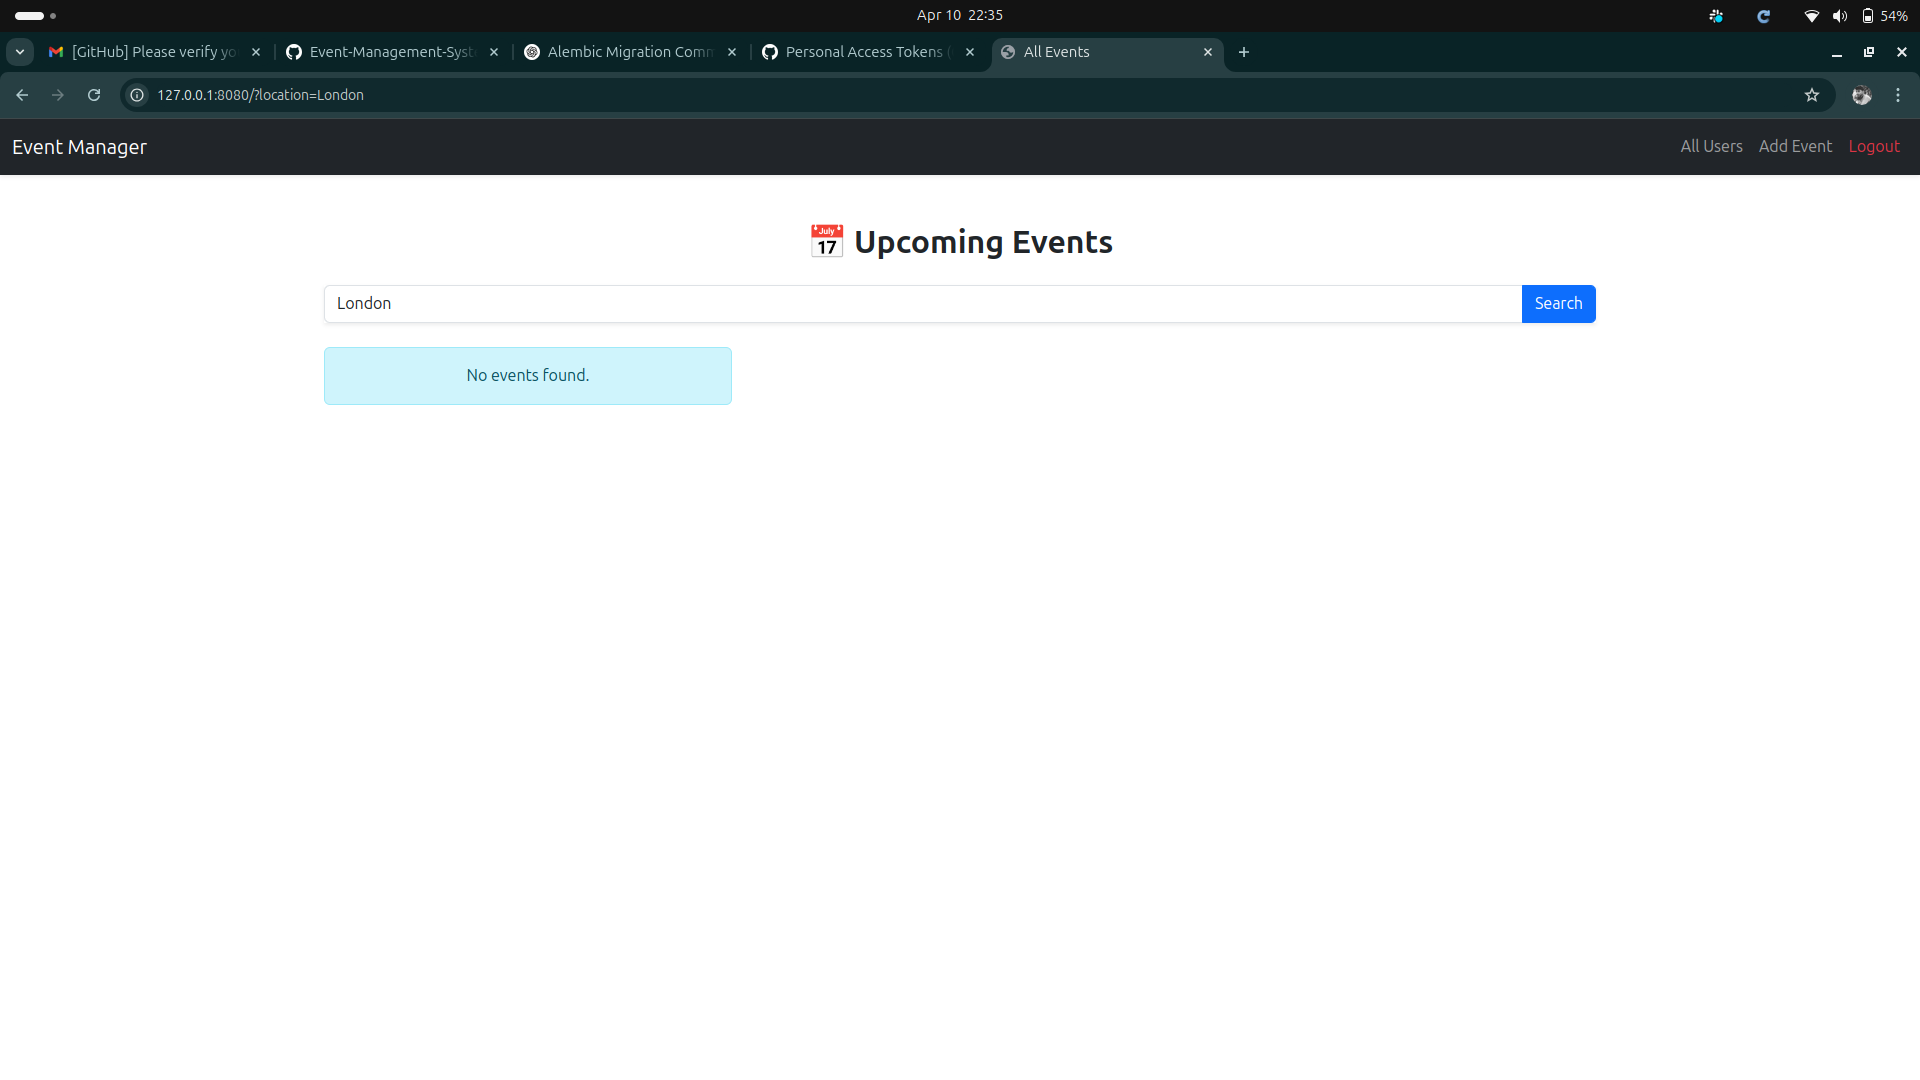 Apr 10 22:35
54%
[GitHub] Please verify yo
Event-Management-Syst
Alembic Migration Comm
Personal Access Tokens (
All Events
127.0.0.1:8080/?location=London
Event Manager
All Users
Add Event
Logout
July
17
Upcoming Events
London
Search
No events found.